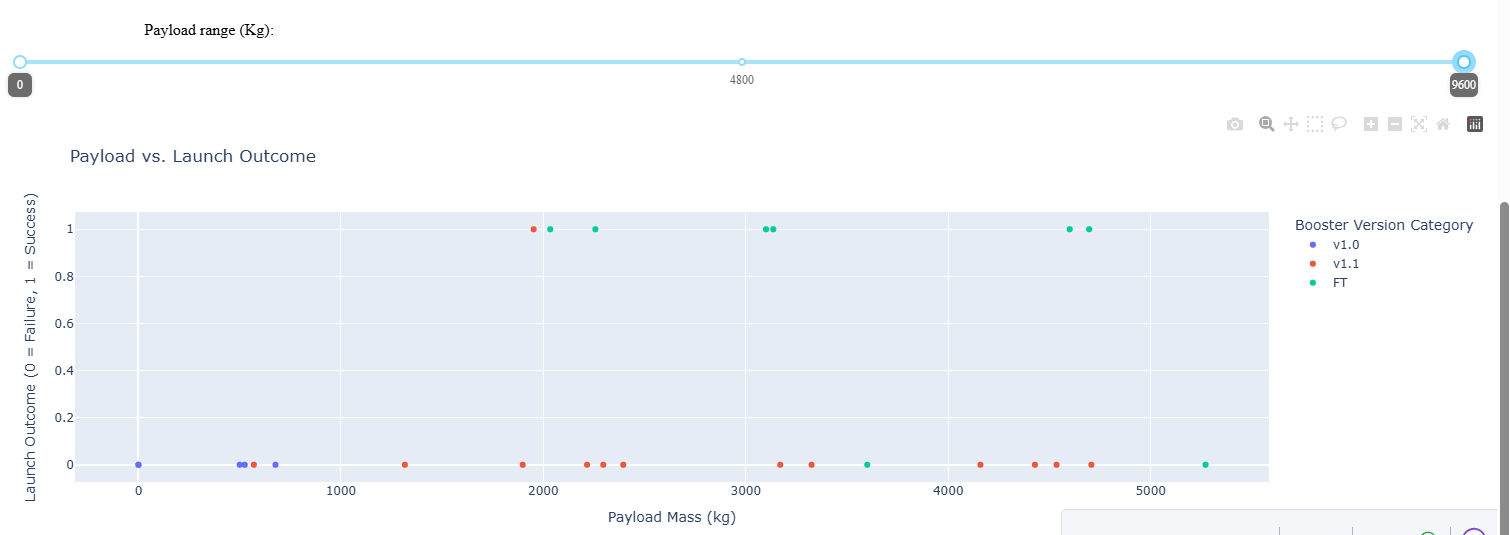 Payload range (Kg):
0
4800
9600
Payload vs. Launch Outcome
Launch Outcome (0 = Failure, 1 = Success)
1
0.8
0.6
0.4
0.2
0
0 1000 2000 3000 4000 5000
Payload Mass (kg)
Booster Version Category
v1.0
v1.1
FT